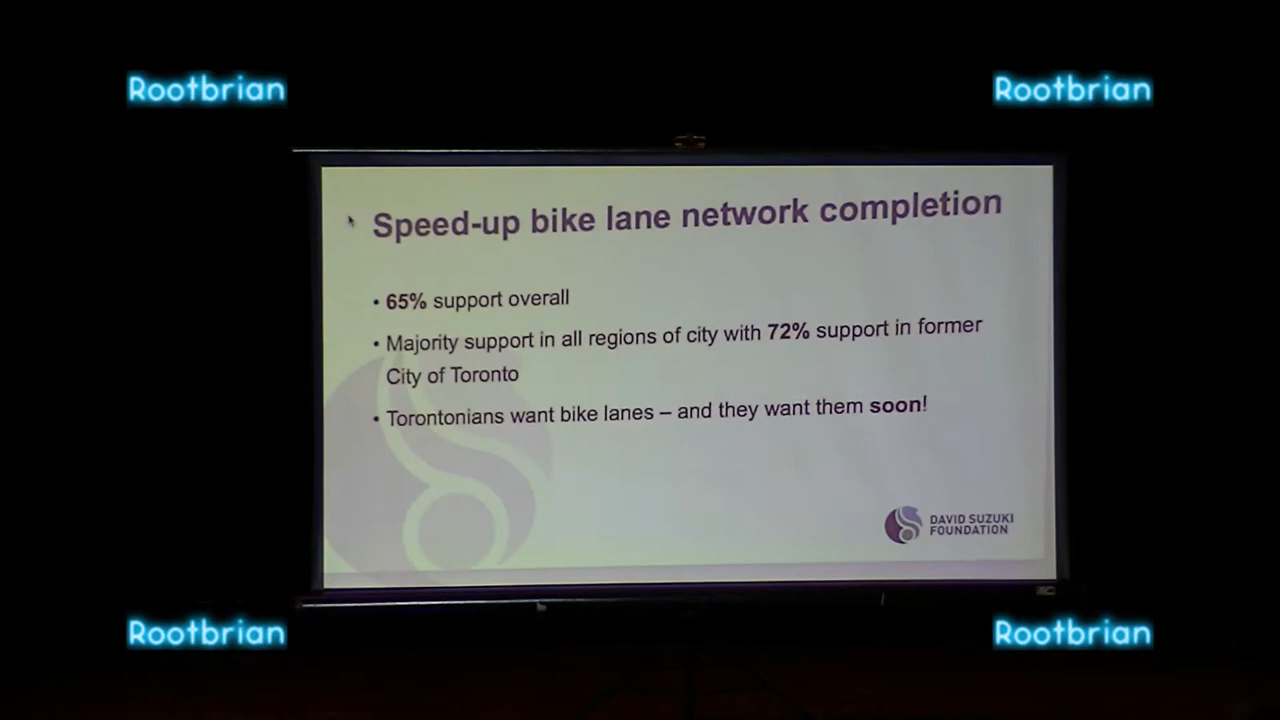 Rootbrian
Rootbrian
Speed-up bike lane network completion
• 65% support overall
• Majority support in all regions of city with 72% support in former
City of Toronto
• Torontonians want bike lanes – and they want them soon!
DAVID SUZUKI
FOUNDATION
Rootbrian
Rootbrian